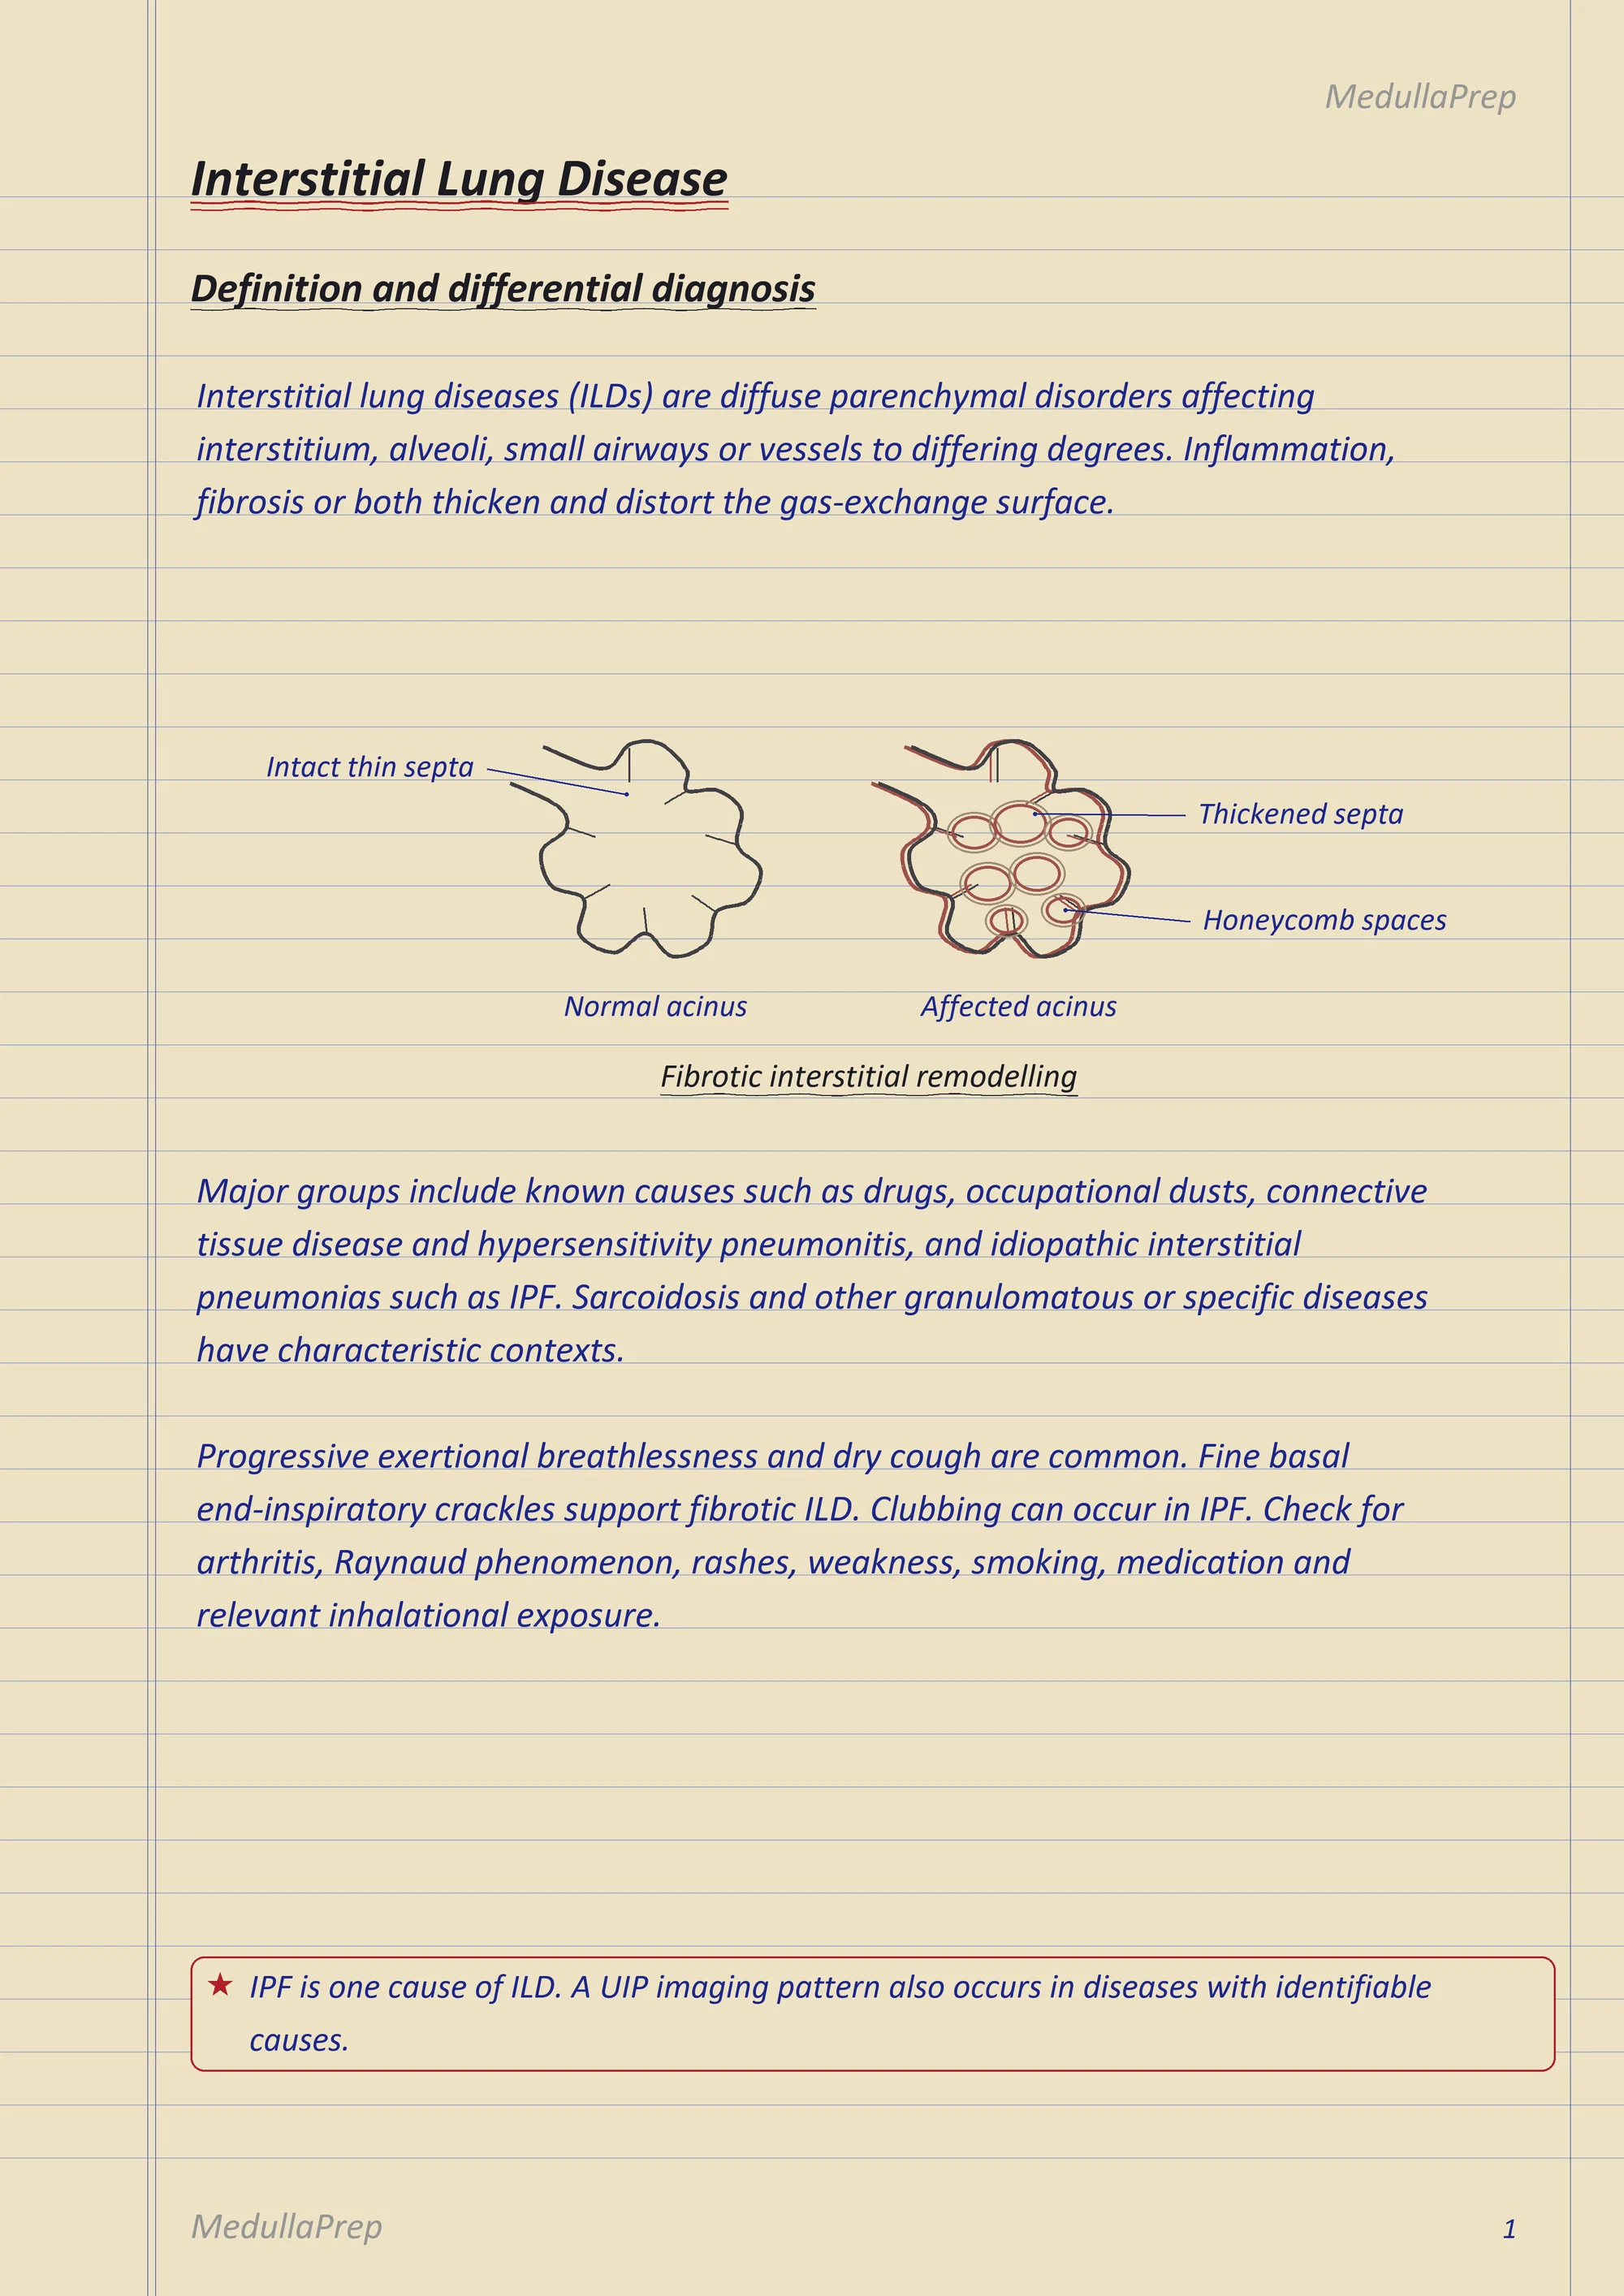 MedullaPrep
Interstitial Lung Disease
Definition and differential diagnosis
Interstitial lung diseases (ILDs) are diffuse parenchymal disorders affecting
interstitium, alveoli, small airways or vessels to differing degrees. Inflammation,
fibrosis or both thicken and distort the gas-exchange surface.
Intact thin septa
Thickened septa
Honeycomb spaces
Normal acinus
Affected acinus
Fibrotic interstitial remodelling
Major groups include known causes such as drugs, occupational dusts, connective
tissue disease and hypersensitivity pneumonitis, and idiopathic interstitial
pneumonias such as IPF. Sarcoidosis and other granulomatous or specific diseases
have characteristic contexts.
Progressive exertional breathlessness and dry cough are common. Fine basal
end-inspiratory crackles support fibrotic ILD. Clubbing can occur in IPF. Check for
arthritis, Raynaud phenomenon, rashes, weakness, smoking, medication and
relevant inhalational exposure.
★ IPF is one cause of ILD. A UIP imaging pattern also occurs in diseases with identifiable
causes.
MedullaPrep
1